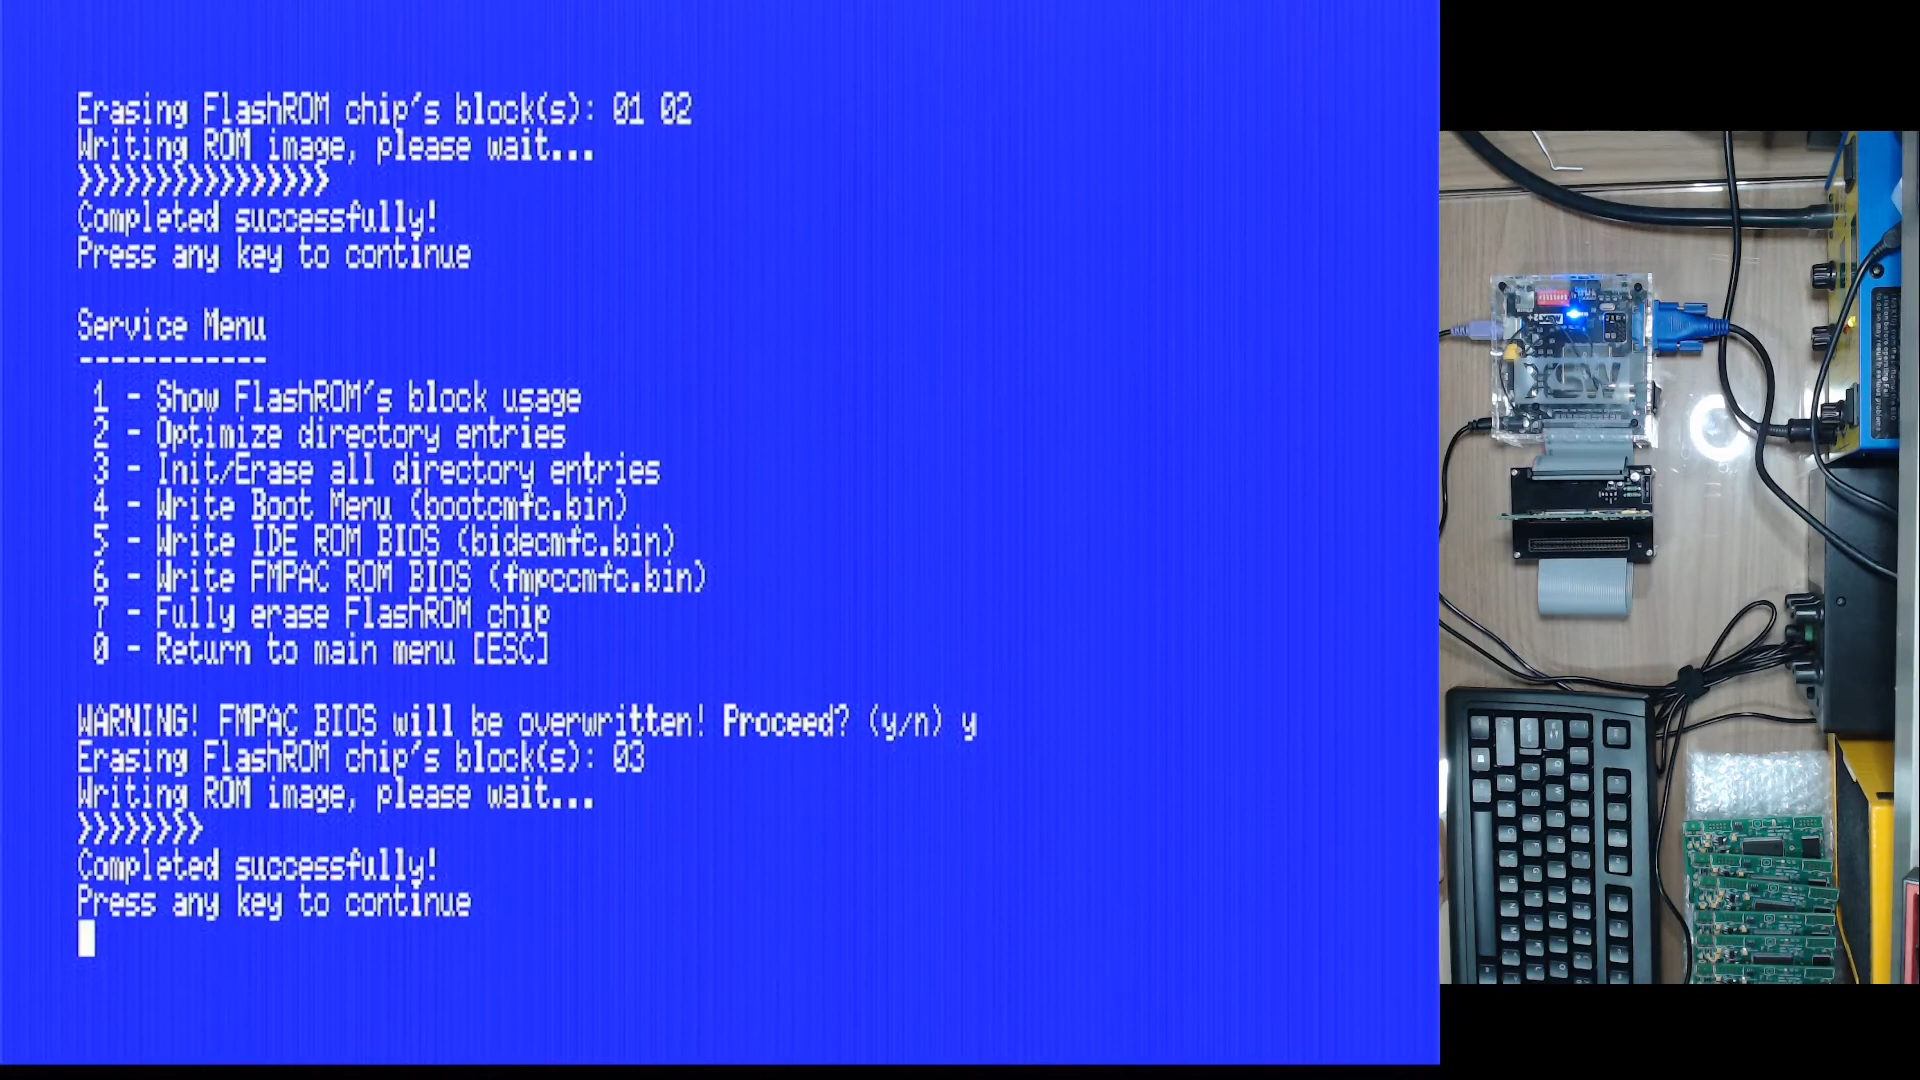 Erasing FlashROM chip's block(s): 01 02
Writing ROM image, please wait...
>>>>>>>>>>>>>>>>
Completed successfully!
Press any key to continue
Service Menu
------------
1 - Show FlashROM's block usage
2 - Optimize directory entries
3 - Init/Erase all directory entries
4 - Write Boot Menu (bootcmfc.bin)
5 - Write IDE ROM BIOS (bidecmfc.bin)
6 - Write FMPAC ROM BIOS (fmpccmfc.bin)
7 - Fully erase FlashROM chip
0 - Return to main menu [ESC]
WARNING! FMPAC BIOS will be overwritten! Proceed? (y/n) y
Erasing FlashROM chip's block(s): 03
Writing ROM image, please wait...
>>>>>>>>
Completed successfully!
Press any key to continue